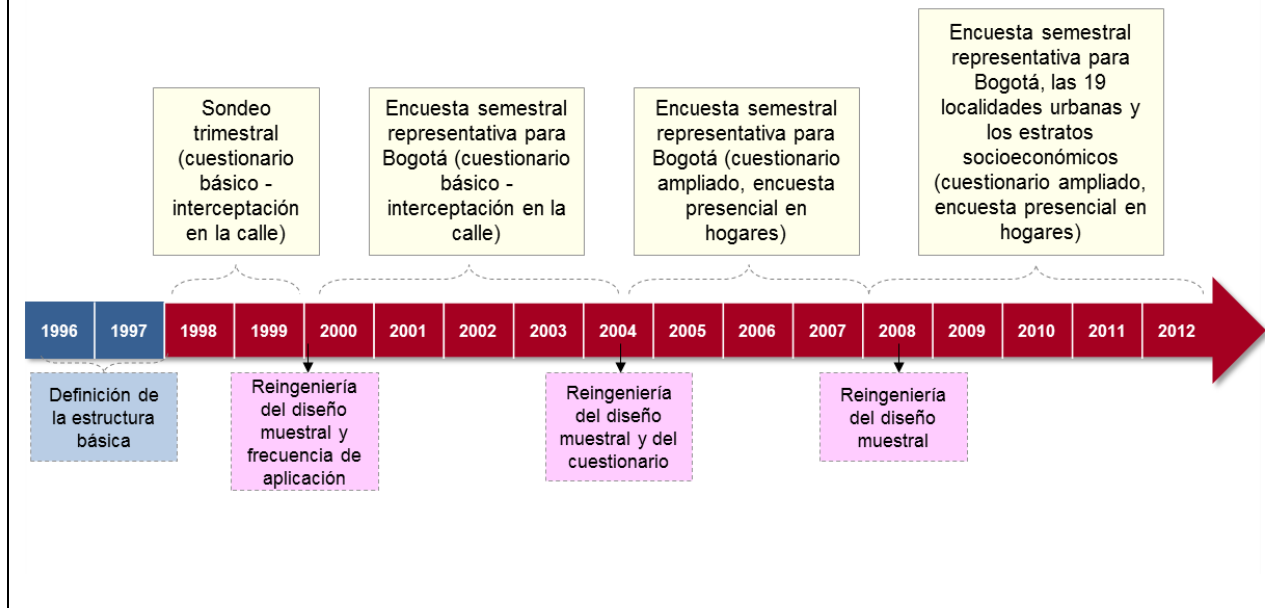 Sondeo
trimestral
(cuestionario
básico -
interceptación
en la calle)
Encuesta semestral
representativa para
Bogotá (cuestionario
básico -
interceptación en la
calle)
Encuesta semestral
representativa para
Bogotá (cuestionario
ampliado, encuesta
presencial en
hogares)
Encuesta semestral
representativa para
Bogotá, las 19
localidades urbanas y
los estratos
socioeconómicos
(cuestionario ampliado,
encuesta presencial en
hogares)
1996 1997 1998 1999 2000 2001 2002 2003 2004 2005 2006 2007 2008 2009 2010 2011 2012
Definición de
la estructura
básica
Reingeniería
del diseño
muestral y
frecuencia de
aplicación
Reingeniería
del diseño
muestral y del
cuestionario
Reingeniería
del diseño
muestral